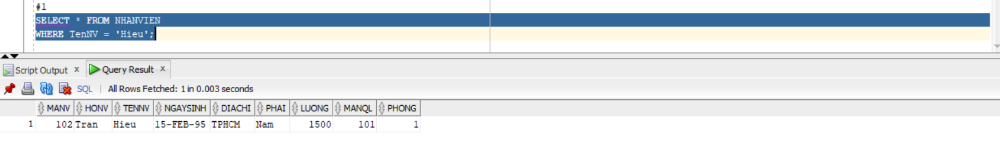 #1
SELECT * FROM NHANVIEN
WHERE TenNV = 'Hieu';
Script Output x Query Result x
SQL | All Rows Fetched: 1 in 0.003 seconds
MANV HONV TENNV NGAYSINH DIACHI PHAI LUONG MANQL PHONG
1 102 Tran Hieu 15-FEB-95 TPHCM Nam 1500 101 1